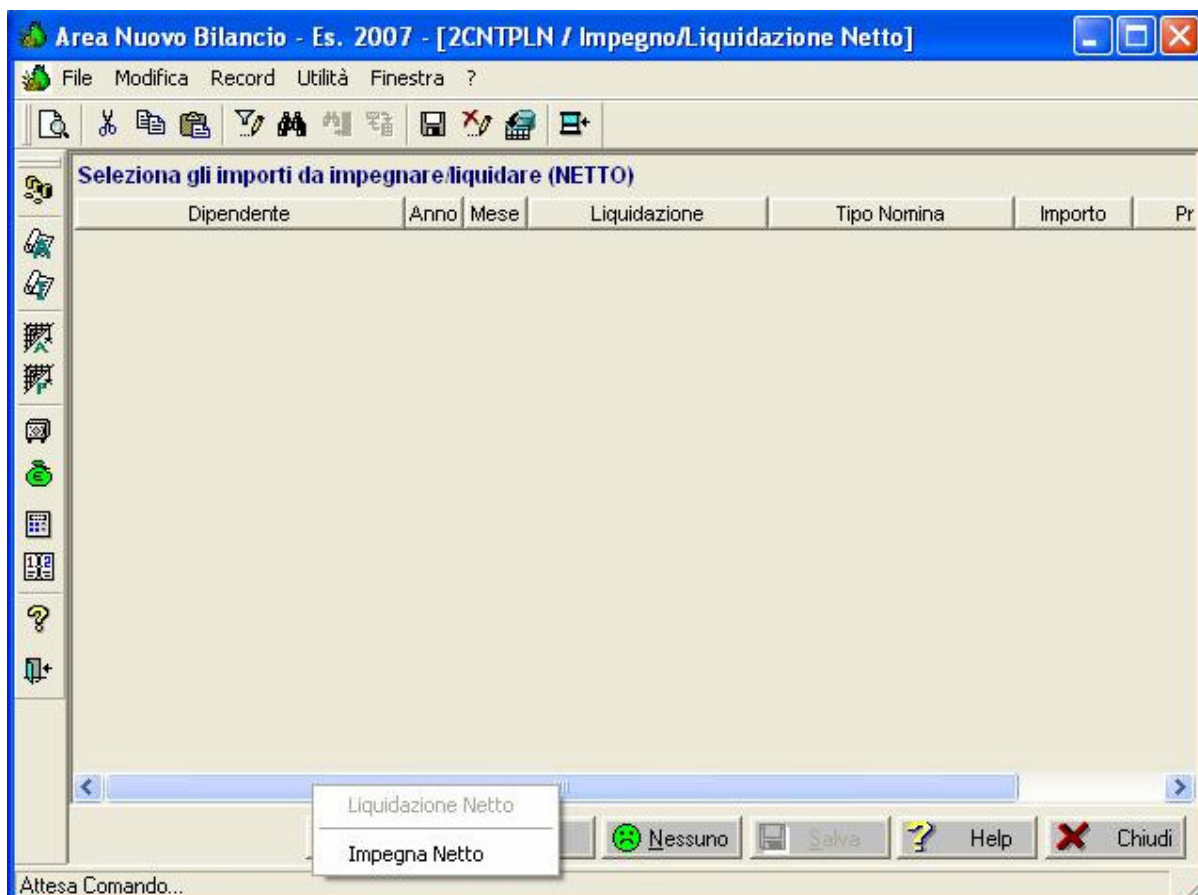 Area Nuovo Bilancio - Es. 2007 - [2CNTPLN / Impegno/Liquidazione Netto]
File Modifica Record Utilità Finestra ?
Seleziona gli importi da impegnare/liquidare (NETTO)
Dipendente Anno Mese Liquidazione Tipo Nomina Importo Pr
Liquidazione Netto
Impegna Netto
Nessuno Salva Help Chiudi
Attesa Comando...